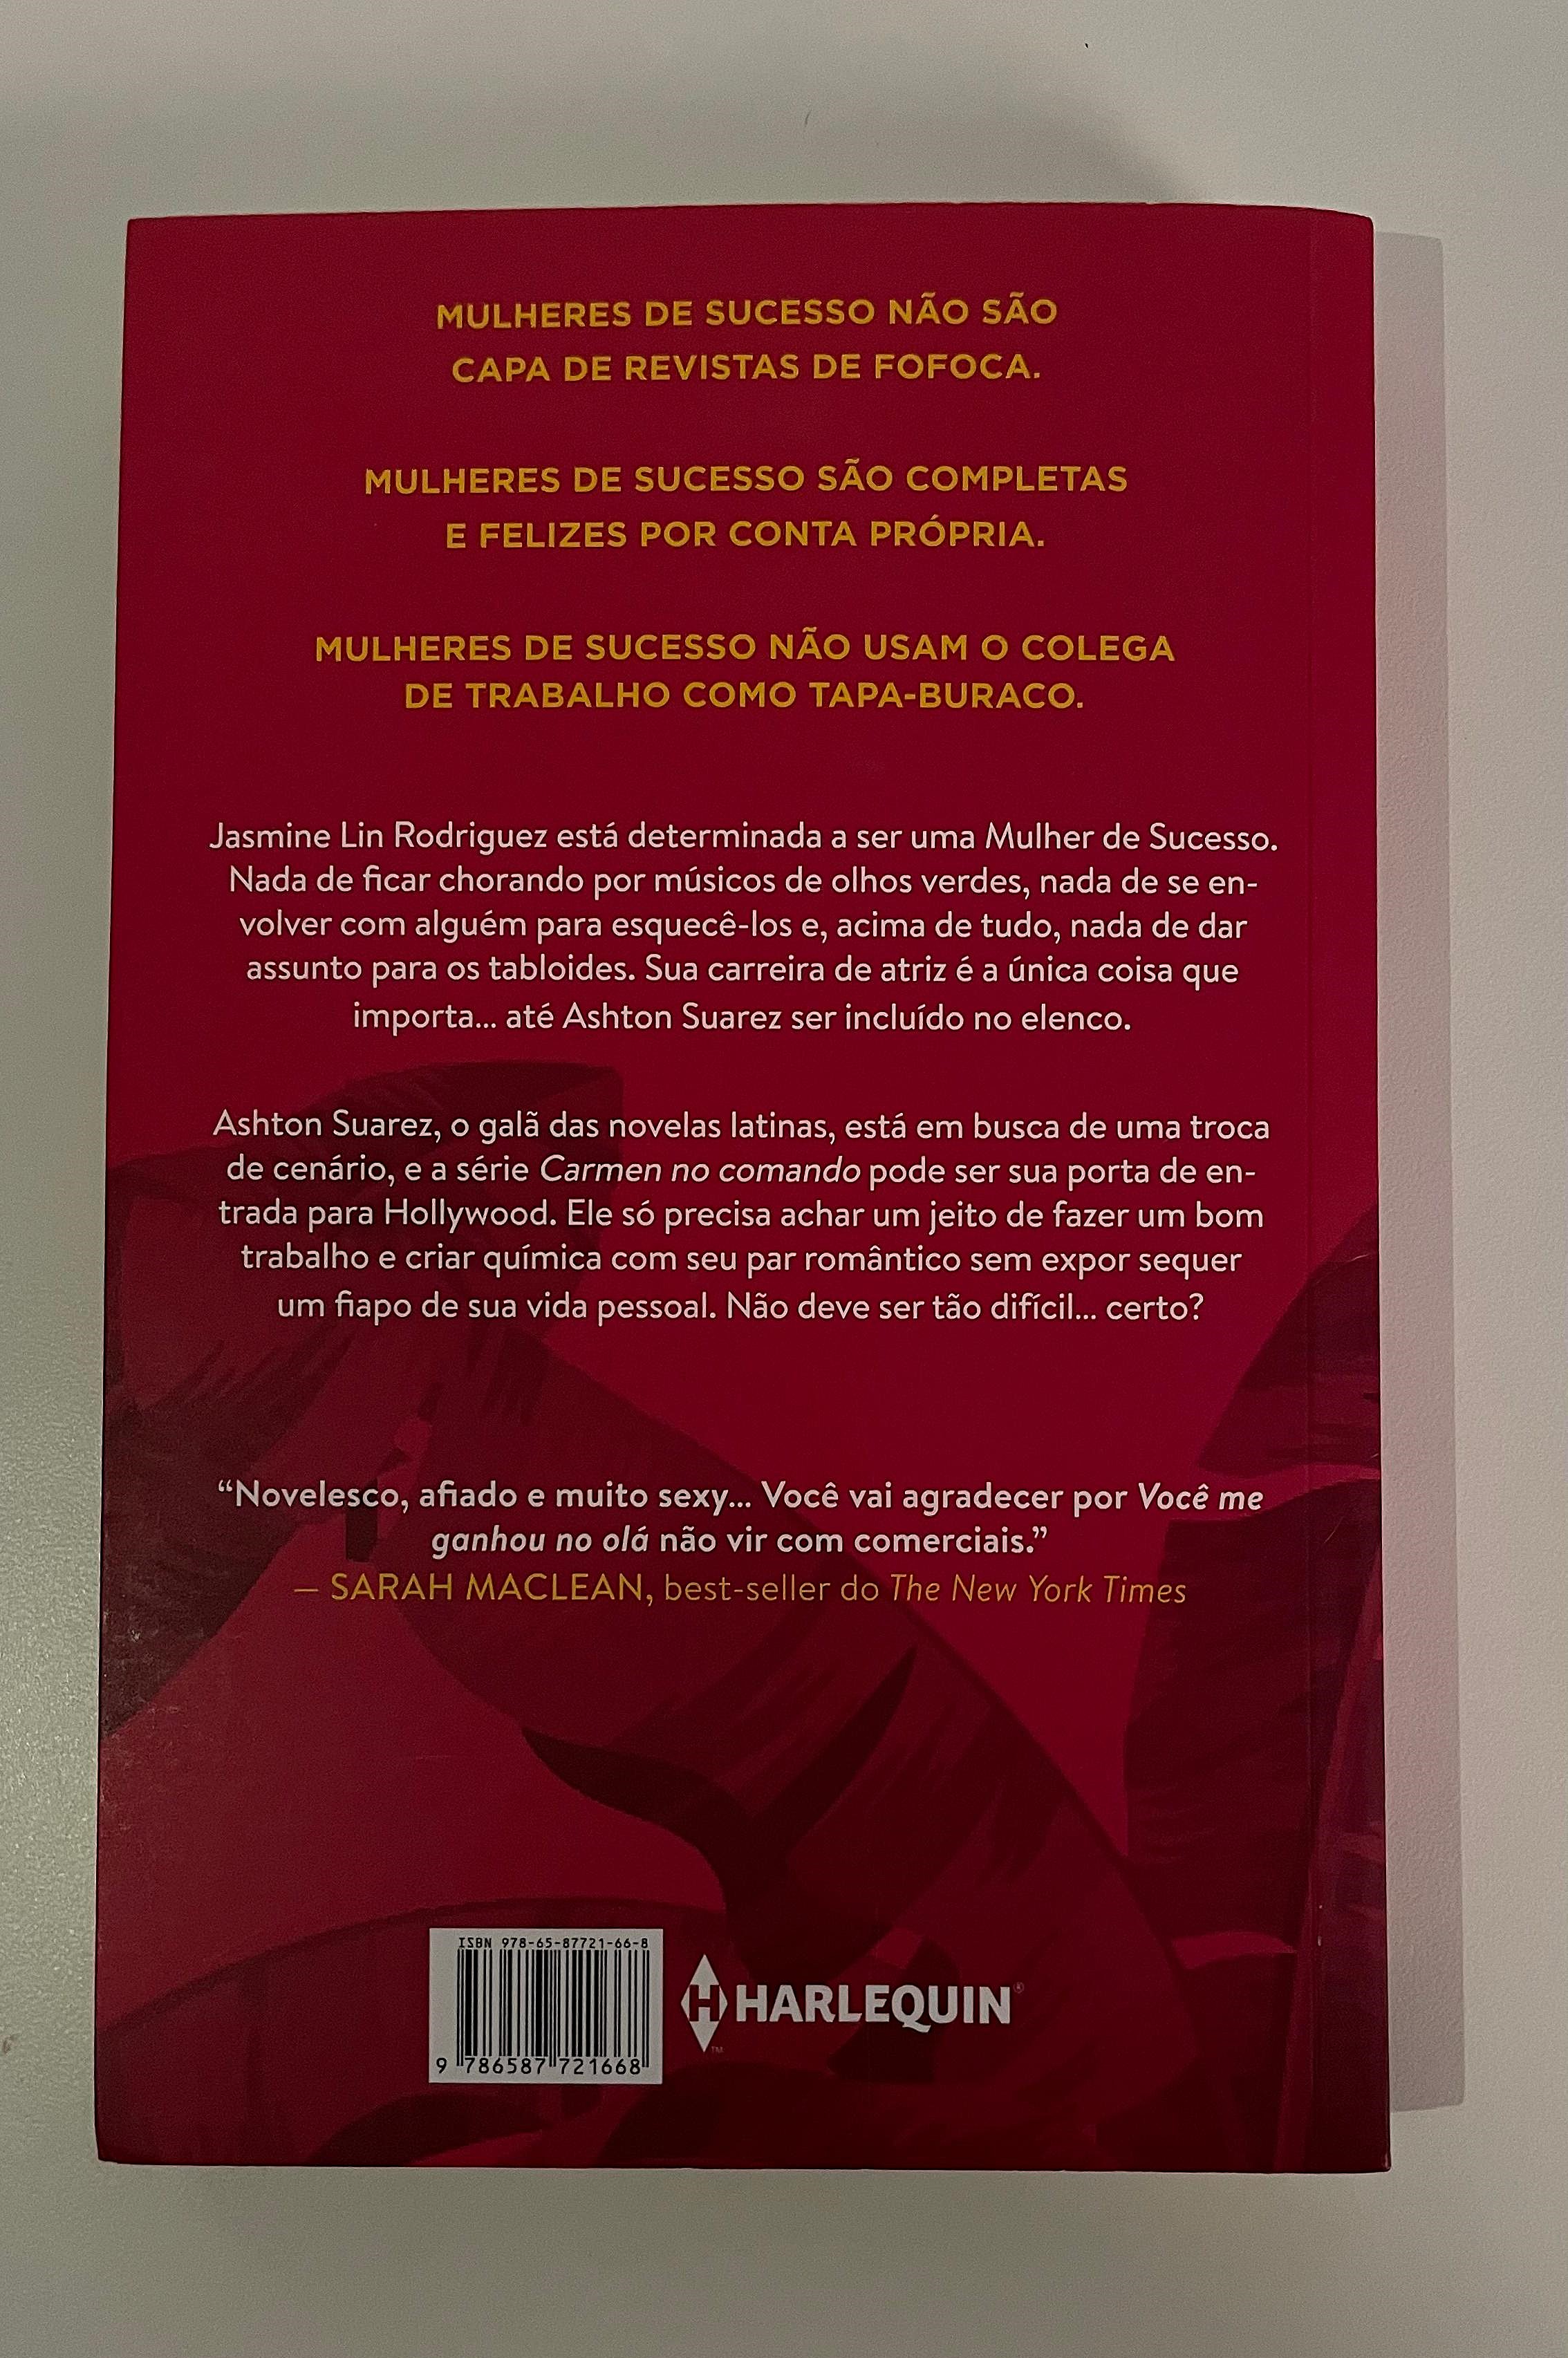 MULHERES DE SUCESSO NÃO SÃO
CAPA DE REVISTAS DE FOFOCA.
MULHERES DE SUCESSO SÃO COMPLETAS
E FELIZES POR CONTA PRÓPRIA.
MULHERES DE SUCESSO NÃO USAM O COLEGA
DE TRABALHO COMO TAPA-BURACO.
Jasmine Lin Rodriguez está determinada a ser uma Mulher de Sucesso.
Nada de ficar chorando por músicos de olhos verdes, nada de se en-
volver com alguém para esquecê-los e, acima de tudo, nada de dar
assunto para os tabloides. Sua carreira de atriz é a única coisa que
importa... até Ashton Suarez ser incluído no elenco.
Ashton Suarez, o galã das novelas latinas, está em busca de uma troca
de cenário, e a série Carmen no comando pode ser sua porta de en-
trada para Hollywood. Ele só precisa achar um jeito de fazer um bom
trabalho e criar química com seu par romântico sem expor sequer
um fiapo de sua vida pessoal. Não deve ser tão difícil... certo?
“Novelesco, afiado e muito sexy... Você vai agradecer por Você me
ganhou no olá não vir com comerciais.”
— SARAH MACLEAN, best-seller do The New York Times
ISBN 978-65-87721-66-8
9 786587 721668
H HARLEQUIN®
™